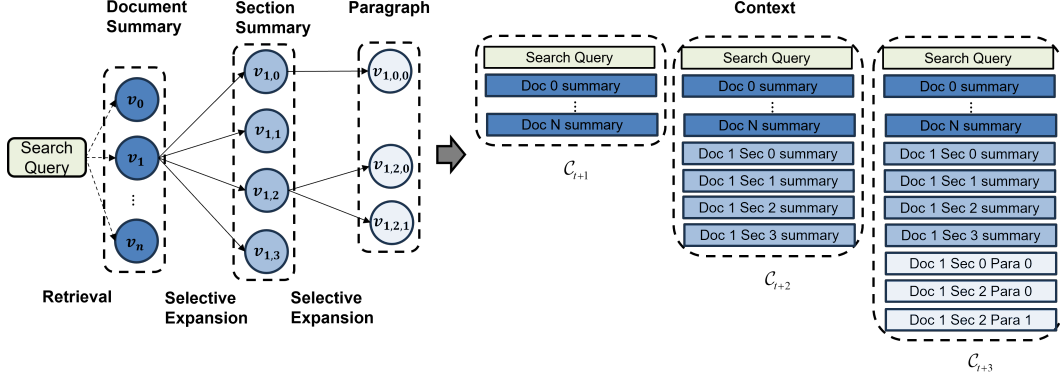 Document
Summary
Section
Summary
Paragraph
Context
Search
Query
v₀
v₁
⋮
vₙ
v₁,₀
v₁,₁
v₁,₂
v₁,₃
v₁,₀,₀
v₁,₂,₀
v₁,₂,₁
Retrieval
Selective
Expansion
Selective
Expansion
Search Query
Doc 0 summary
⋮
Doc N summary
𝒞ₜ₊₁
Search Query
Doc 0 summary
⋮
Doc N summary
Doc 1 Sec 0 summary
Doc 1 Sec 1 summary
Doc 1 Sec 2 summary
Doc 1 Sec 3 summary
𝒞ₜ₊₂
Search Query
Doc 0 summary
⋮
Doc N summary
Doc 1 Sec 0 summary
Doc 1 Sec 1 summary
Doc 1 Sec 2 summary
Doc 1 Sec 3 summary
Doc 1 Sec 0 Para 0
Doc 1 Sec 2 Para 0
Doc 1 Sec 2 Para 1
𝒞ₜ₊₃